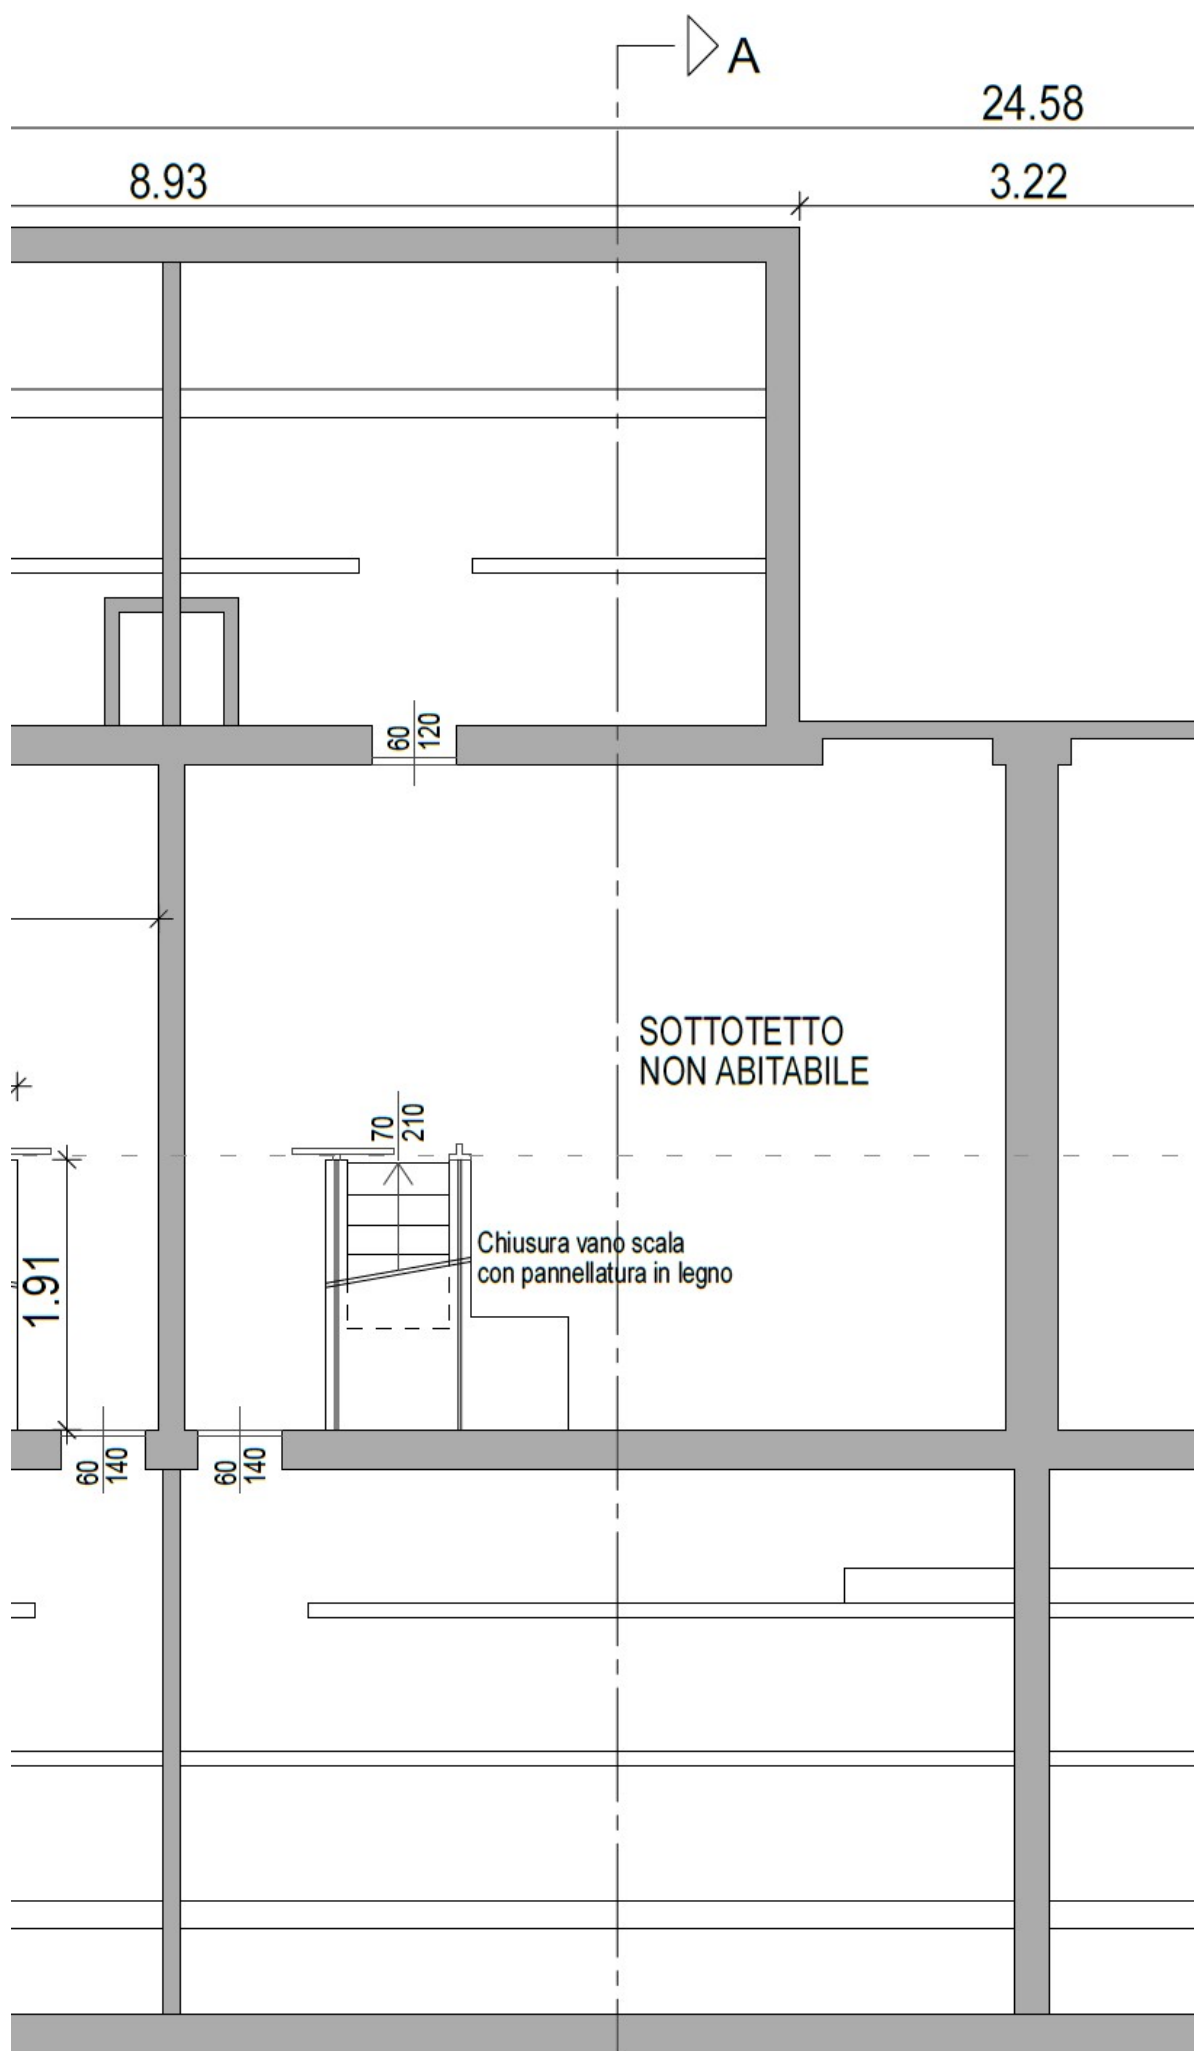 A
24.58
8.93
3.22
60
120
SOTTOTETTO
NON ABITABILE
70
210
Chiusura vano scala
con pannellatura in legno
1.91
60
140
60
140